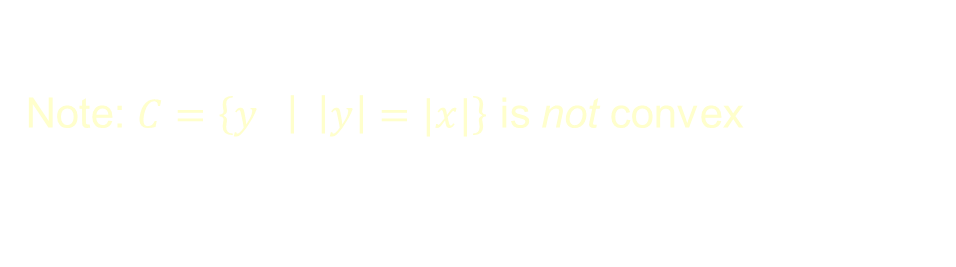 Note: 𝐶 = {𝑦 | |𝑦| = |𝑥|} is not convex